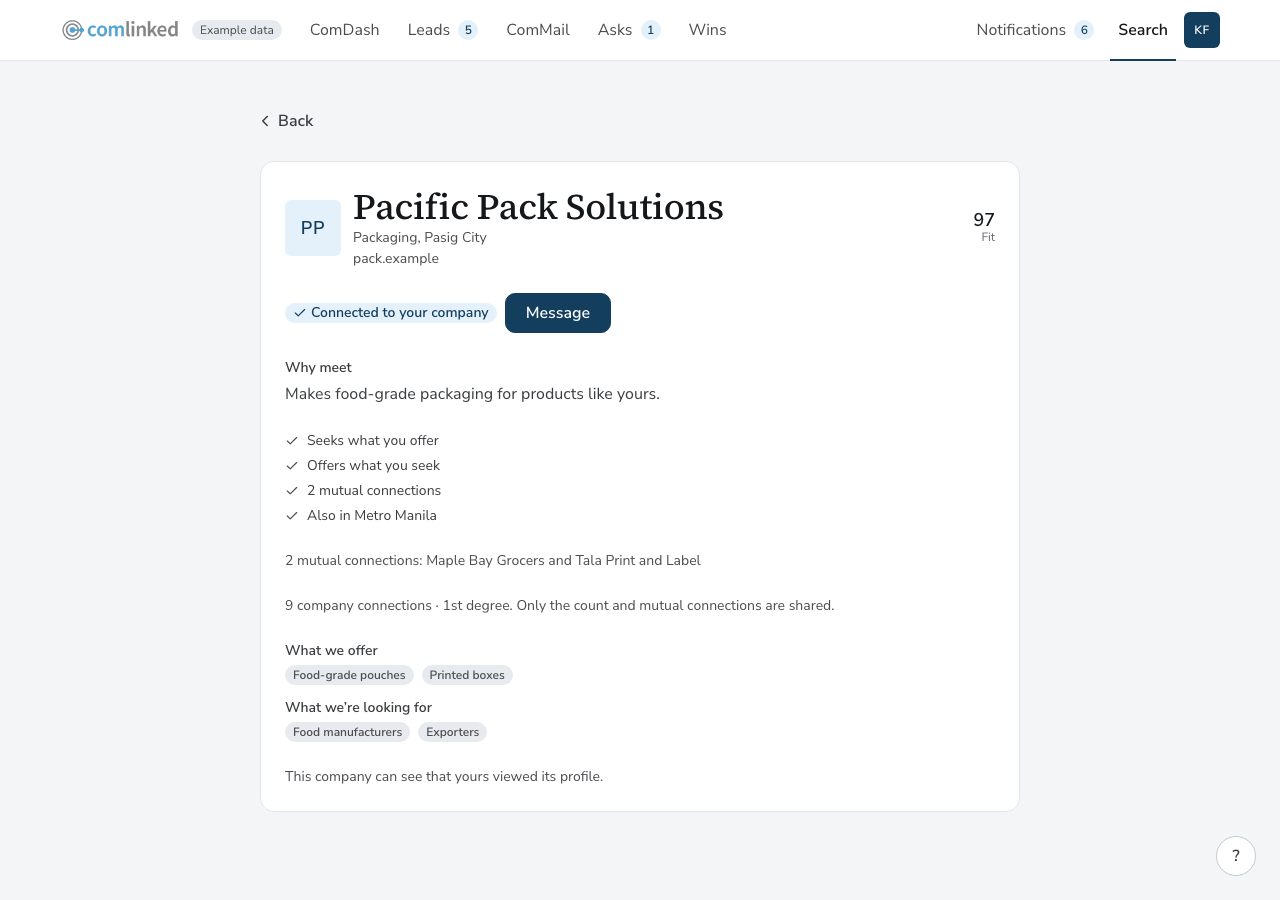 comlinked
Example data
ComDash
Leads 5
ComMail
Asks 1
Wins
Notifications 6
Search
KF
Back
PP
Pacific Pack Solutions
Packaging, Pasig City
pack.example
97
Fit
Connected to your company
Message
Why meet
Makes food-grade packaging for products like yours.
Seeks what you offer
Offers what you seek
2 mutual connections
Also in Metro Manila
2 mutual connections: Maple Bay Grocers and Tala Print and Label
9 company connections · 1st degree. Only the count and mutual connections are shared.
What we offer
Food-grade pouches
Printed boxes
What we’re looking for
Food manufacturers
Exporters
This company can see that yours viewed its profile.
?